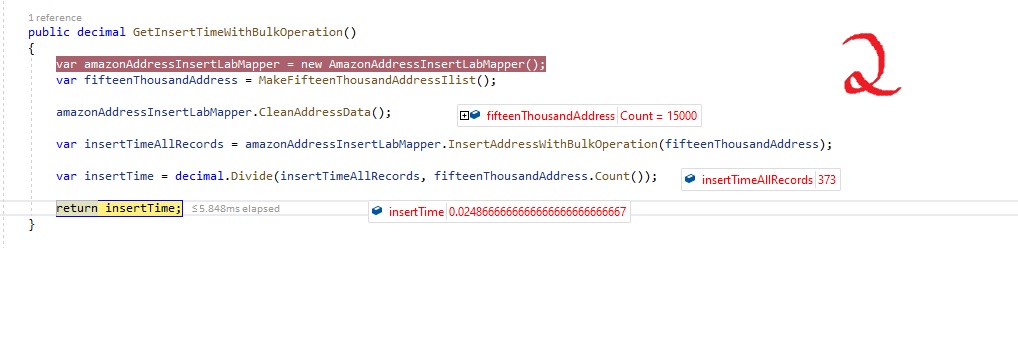 1 reference
public decimal GetInsertTimeWithBulkOperation()
2
{
var amazonAddressInsertLabMapper = new AmazonAddressInsertLabMapper();
var fifteenThousandAddress = MakeFifteenThousandAddressIlist();
amazonAddressInsertLabMapper.CleanAddressData();
fifteenThousandAddress Count = 15000
var insertTimeAllRecords = amazonAddressInsertLabMapper.InsertAddressWithBulkOperation(fifteenThousandAddress);
var insertTime = decimal.Divide(insertTimeAllRecords, fifteenThousandAddress.Count());
insertTimeAllRecords 373
return insertTime; ≤5.848ms elapsed
insertTime 0.0248666666666666666666666667
}